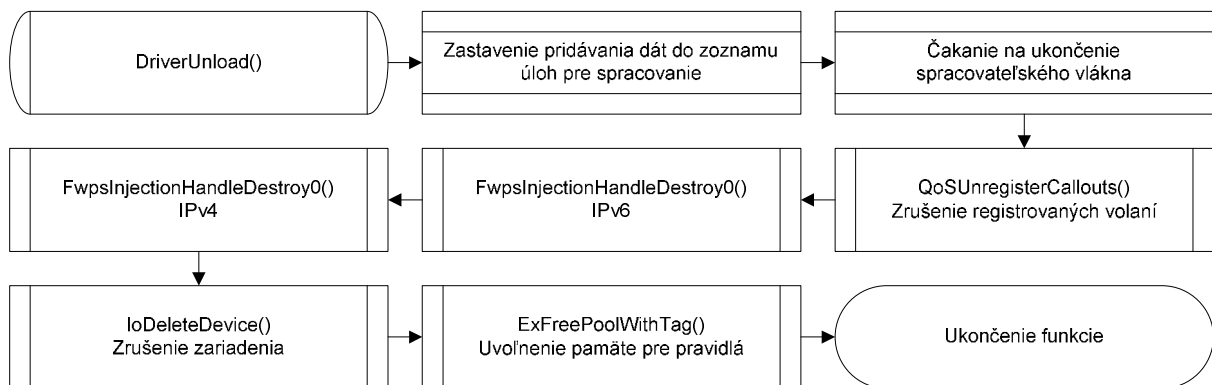 DriverUnload()
Zastavenie pridávania dát do zoznamu
úloh pre spracovanie
Čakanie na ukončenie
spracovateľského vlákna
QoSUnregisterCallouts()
Zrušenie registrovaných volaní
FwpsInjectionHandleDestroy0()
IPv6
FwpsInjectionHandleDestroy0()
IPv4
IoDeleteDevice()
Zrušenie zariadenia
ExFreePoolWithTag()
Uvoľnenie pamäte pre pravidlá
Ukončenie funkcie